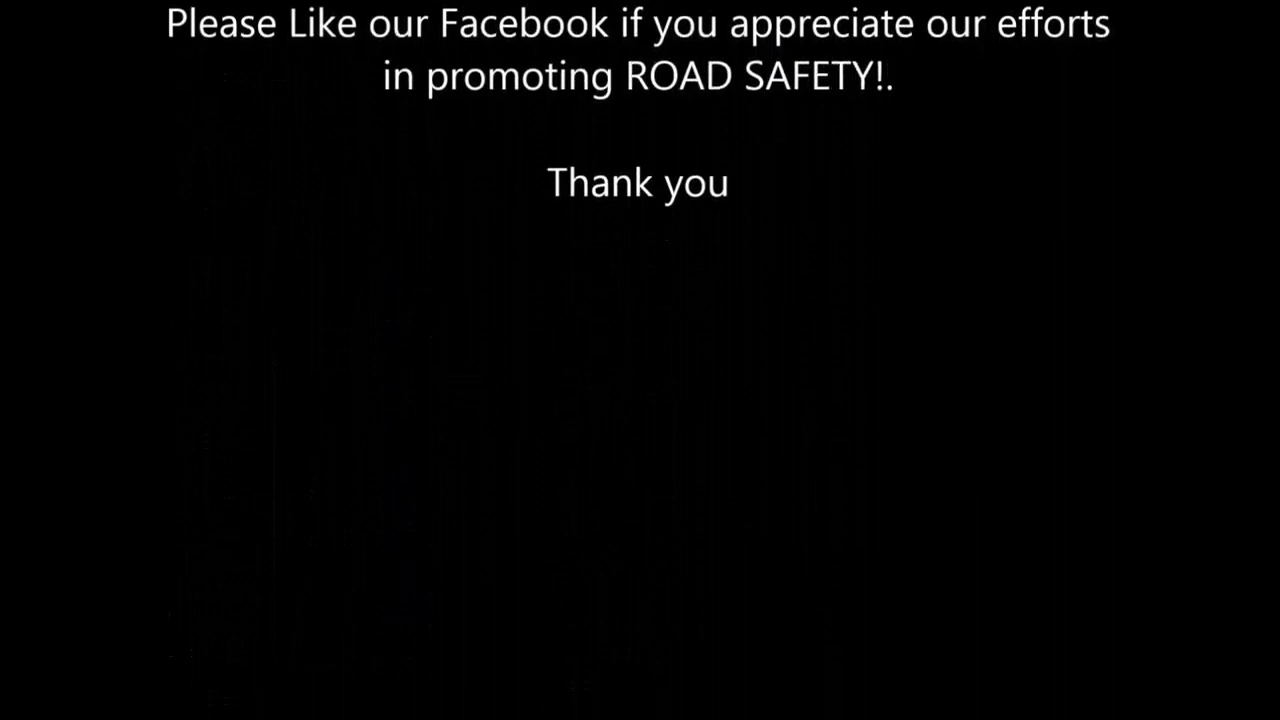 Please Like our Facebook if you appreciate our efforts
in promoting ROAD SAFETY!.
Thank you